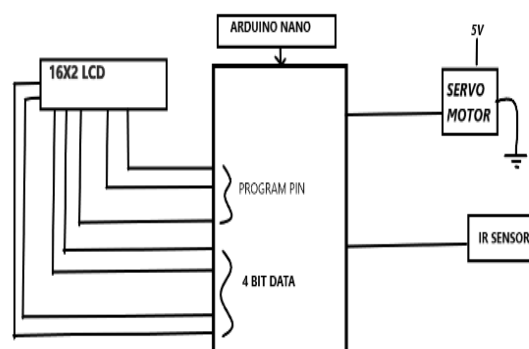 ARDUINO NANO
16X2 LCD
5V
SERVO
MOTOR
PROGRAM PIN
IR SENSOR
4 BIT DATA